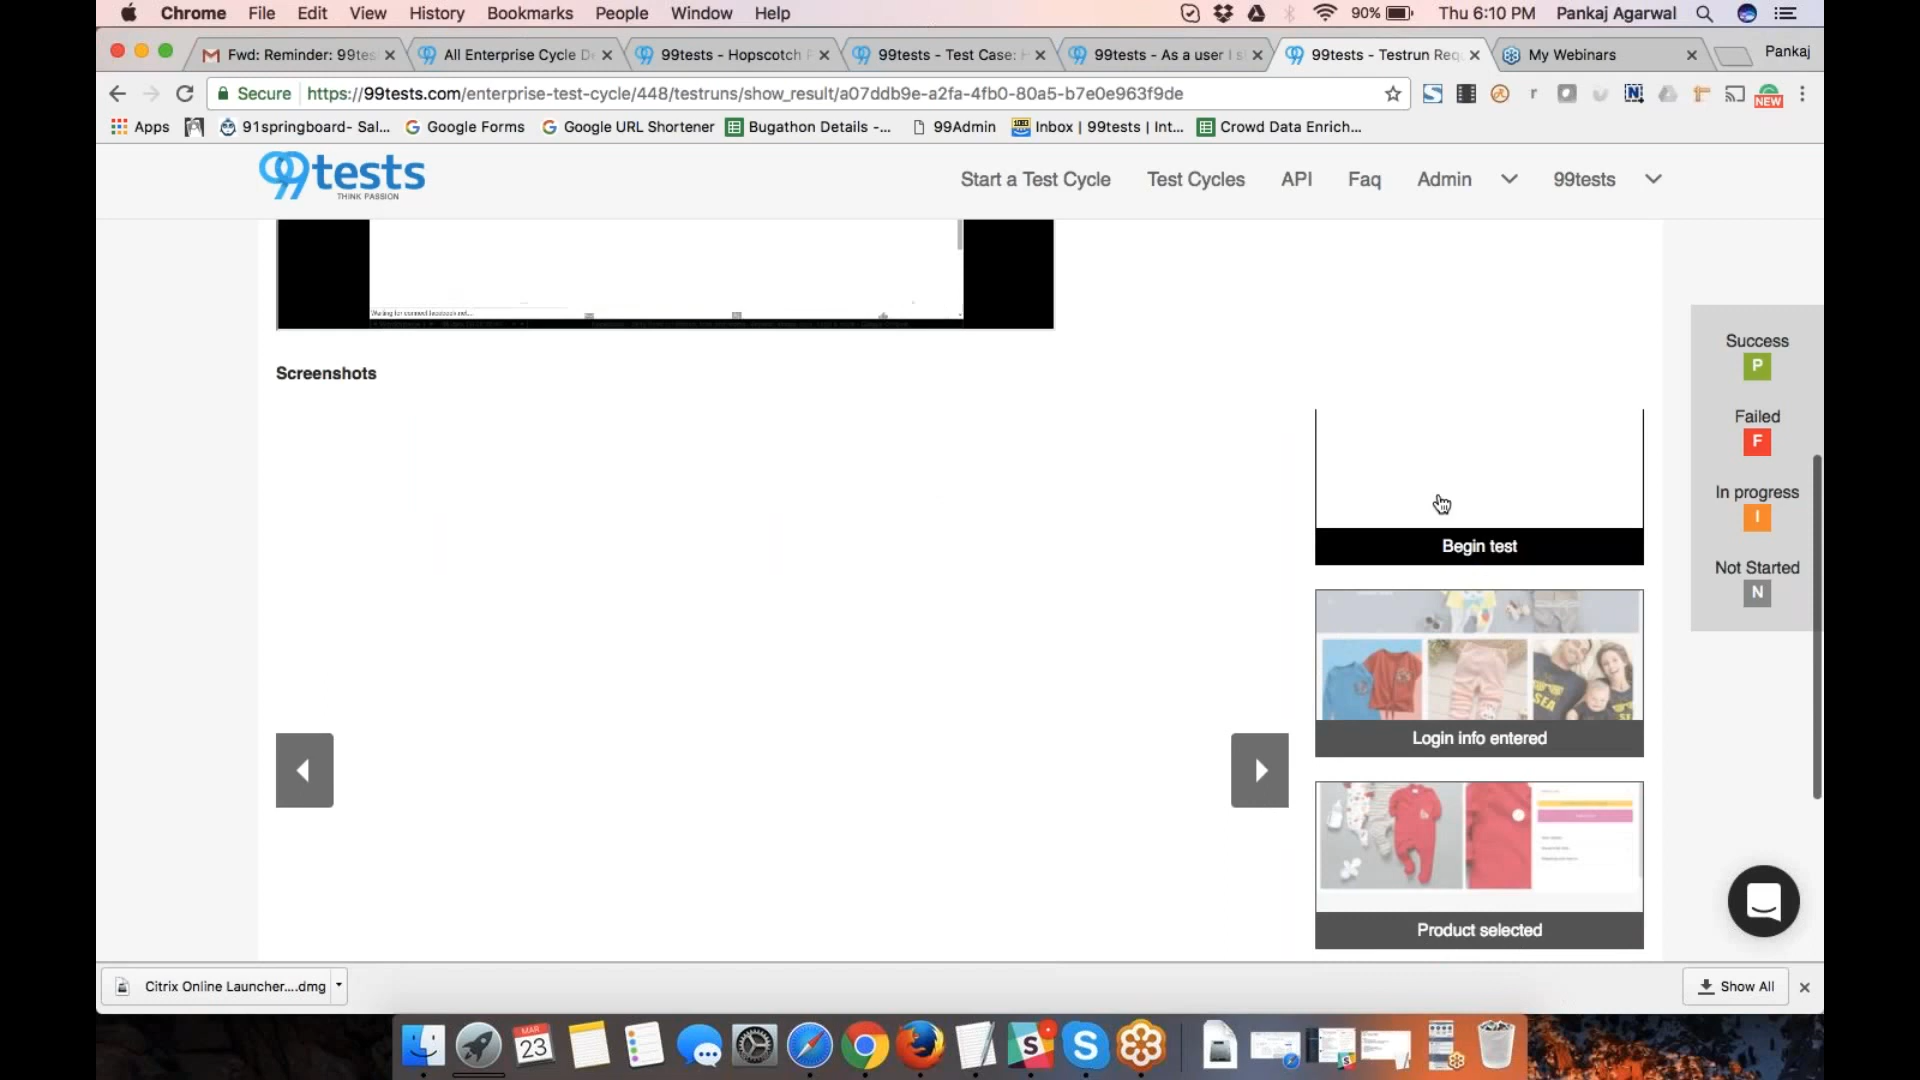 Chrome File Edit View History Bookmarks People Window Help 90% Thu 6:10 PM Pankaj Agarwal
Fwd: Reminder: 99tes All Enterprise Cycle De 99tests - Hopscotch 99tests - Test Case: H 99tests - As a user I s 99tests - Testrun Req My Webinars Pankaj
Secure https://99tests.com/enterprise-test-cycle/448/testruns/show_result/a07ddb9e-a2fa-4fb0-80a5-b7e0e963f9de NEW
Apps 91springboard- Sal... Google Forms Google URL Shortener Bugathon Details -... 99Admin Inbox | 99tests | Int... Crowd Data Enrich...
99tests
THINK PASSION
Start a Test Cycle Test Cycles API Faq Admin 99tests
Screenshots
Success
P
Failed
F
In progress
I
Not Started
N
Begin test
SEA
Login info entered
Product selected
Citrix Online Launcher....dmg Show All
MAR
23